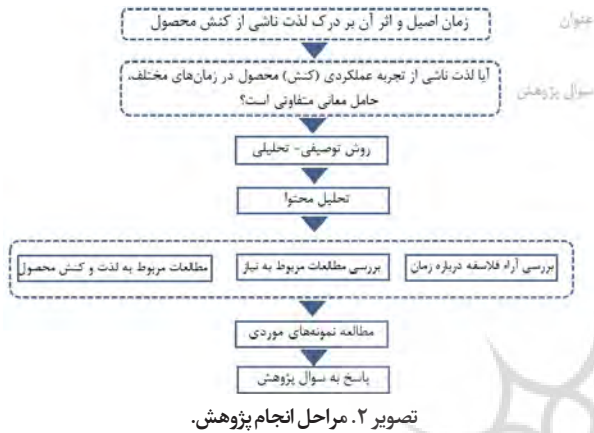 عنوان
زمان اصیل و اثر آن بر درک لذت ناشی از کنش محصول
سوال پژوهش
آیا لذت ناشی از تجربه عملکردی (کنش) محصول در زمان‌های مختلف،
حامل معانی متفاوتی است؟
روش توصیفی- تحلیلی
تحلیل محتوا
بررسی آراء فلاسفه درباره زمان
بررسی مطالعات مربوط به نیاز
مطالعات مربوط به لذت و کنش محصول
مطالعه نمونه‌های موردی
پاسخ به سوال پژوهش
تصویر ۲. مراحل انجام پژوهش.